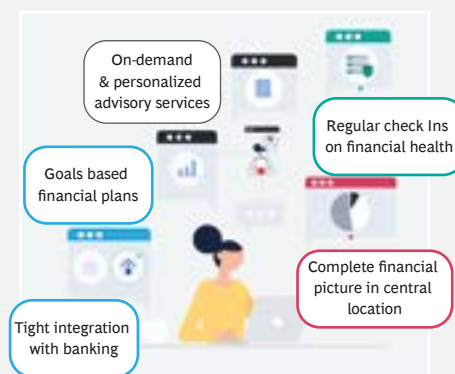 On-demand
& personalized
advisory services
Regular check Ins
on financial health
Goals based
financial plans
Complete financial
picture in central
location
Tight integration
with banking